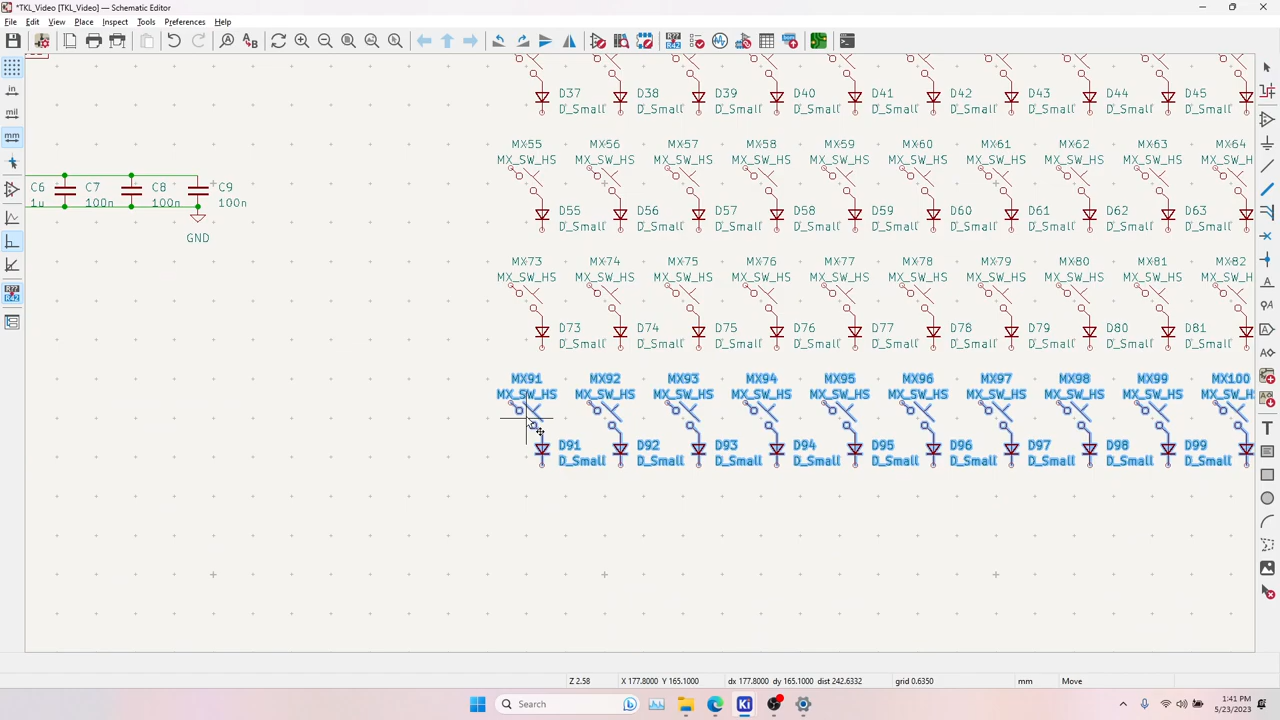 *TKL_Video [TKL_Video] — Schematic Editor
File Edit View Place Inspect Tools Preferences Help
in
mil
mm
D37 D38 D39 D40 D41 D42 D43 D44 D45
D_Small D_Small D_Small D_Small D_Small D_Small D_Small D_Small D_Small
MX55 MX56 MX57 MX58 MX59 MX60 MX61 MX62 MX63 MX64
MX_SW_HS MX_SW_HS MX_SW_HS MX_SW_HS MX_SW_HS MX_SW_HS MX_SW_HS MX_SW_HS MX_SW_HS MX_SW_H
C6 C7 C8 C9
1u 100n 100n 100n
D55 D56 D57 D58 D59 D60 D61 D62 D63
D_Small D_Small D_Small D_Small D_Small D_Small D_Small D_Small D_Small
GND
MX73 MX74 MX75 MX76 MX77 MX78 MX79 MX80 MX81 MX82
MX_SW_HS MX_SW_HS MX_SW_HS MX_SW_HS MX_SW_HS MX_SW_HS MX_SW_HS MX_SW_HS MX_SW_HS MX_SW_H
D73 D74 D75 D76 D77 D78 D79 D80 D81
D_Small D_Small D_Small D_Small D_Small D_Small D_Small D_Small D_Small
MX91 MX92 MX93 MX94 MX95 MX96 MX97 MX98 MX99 MX100
MX_SW_HS MX_SW_HS MX_SW_HS MX_SW_HS MX_SW_HS MX_SW_HS MX_SW_HS MX_SW_HS MX_SW_HS MX_SW_H
D91 D92 D93 D94 D95 D96 D97 D98 D99
D_Small D_Small D_Small D_Small D_Small D_Small D_Small D_Small D_Small
Z 2.58 X 177.8000 Y 165.1000 dx 177.8000 dy 165.1000 dist 242.6332 grid 0.6350 mm Move
Search
1:41 PM
5/23/2023